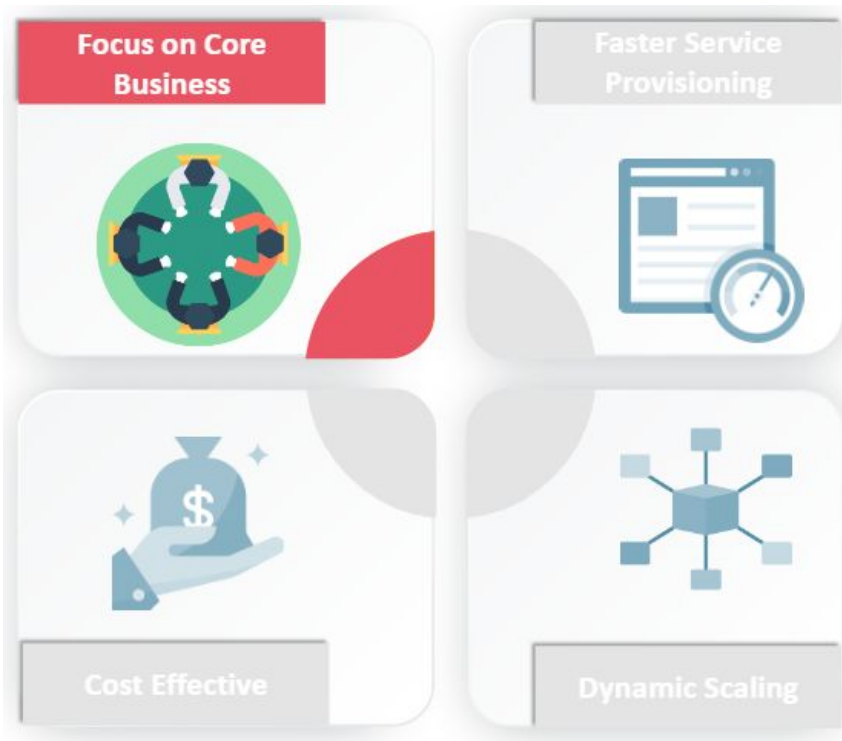 Focus on Core
Business
Faster Service
Provisioning
$
Cost Effective
Dynamic Scaling